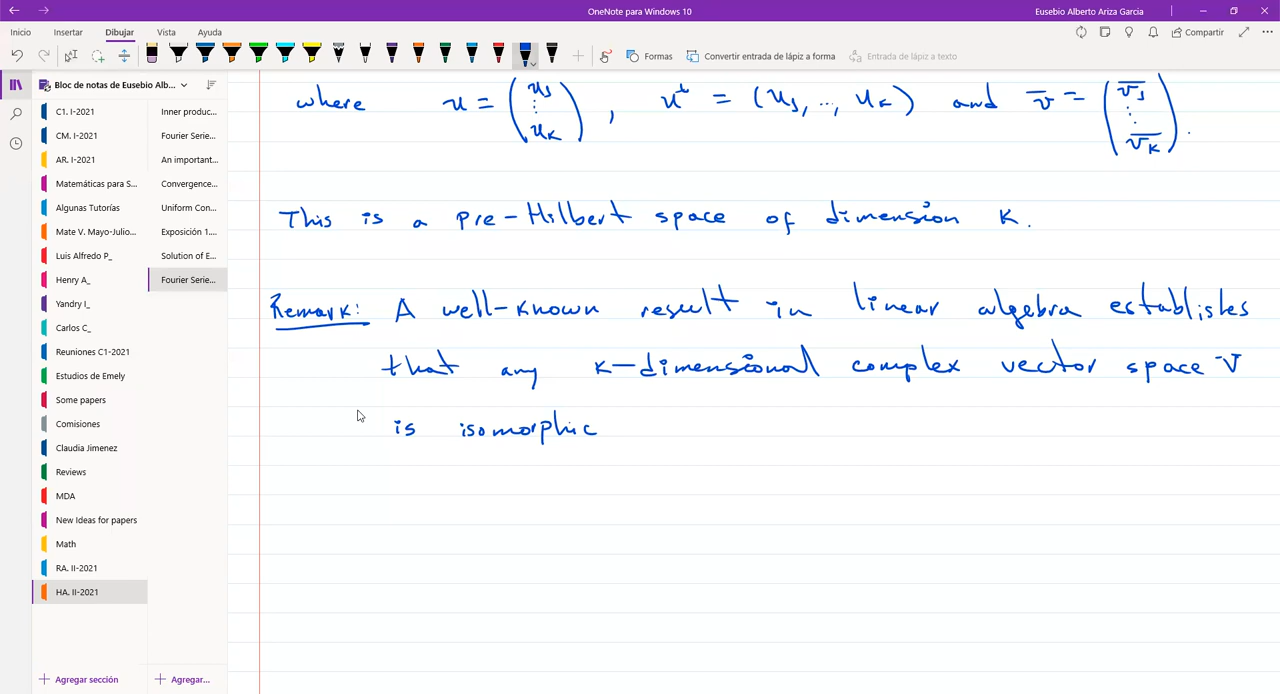 OneNote para Windows 10
Eusebio Alberto Ariza Garcia
Inicio Insertar Dibujar Vista Ayuda
Compartir
Formas
Convertir entrada de lápiz a forma
Entrada de lápiz a texto
Bloc de notas de Eusebio Alb...
C1. I-2021
CM. I-2021
AR. I-2021
Matemáticas para S...
Algunas Tutorías
Mate V. Mayo-Julio...
Luis Alfredo P_
Henry A_
Yandry I_
Carlos C_
Reuniones C1-2021
Estudios de Emely
Some papers
Comisiones
Claudia Jimenez
Reviews
MDA
New Ideas for papers
Math
RA. II-2021
HA. II-2021
Agregar sección
Inner produc...
Fourier Serie...
An important...
Convergence...
Uniform Con...
Exposición 1....
Solution of E...
Fourier Serie...
Agregar...
where u = (u₁ ⋮ u_k), uᵗ = (u₁, ..., u_k) and v̅ = (v̅₁ ⋮ v̅_k).
This is a pre-Hilbert space of dimension k.
Remark: A well-known result in linear algebra establishes
that any k-dimensional complex vector space V
is isomorphic